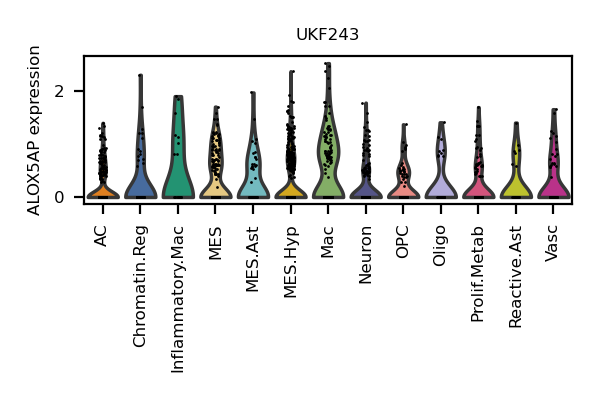 UKF243
ALOX5AP expression
2
0
AC
Chromatin.Reg
Inflammatory.Mac
MES
MES.Ast
MES.Hyp
Mac
Neuron
OPC
Oligo
Prolif.Metab
Reactive.Ast
Vasc